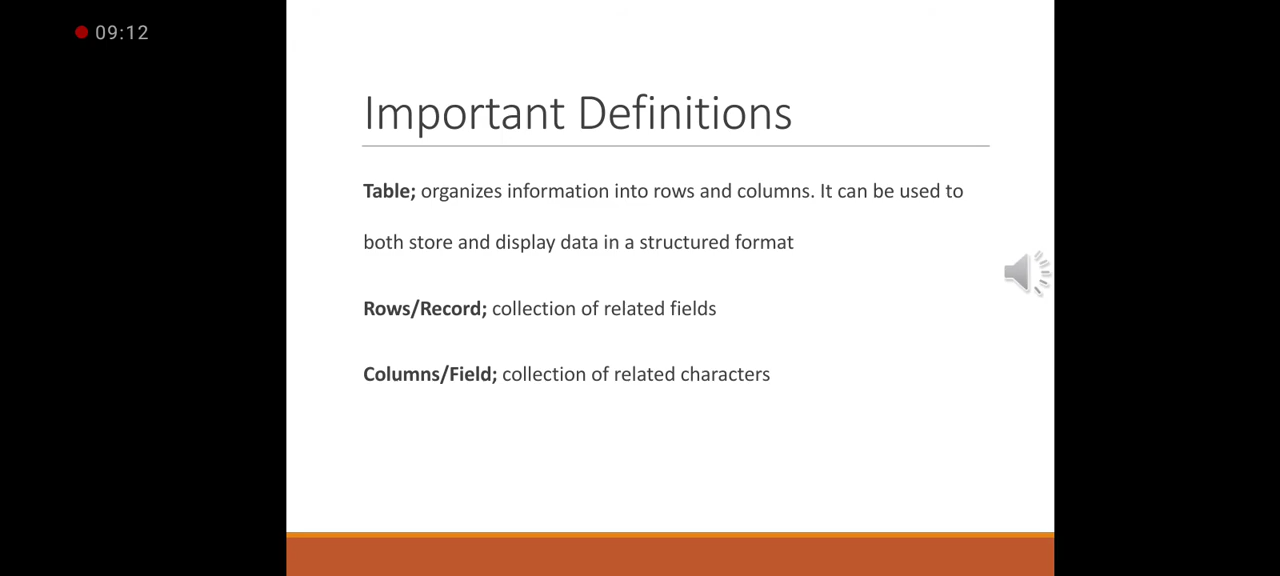 09:12
Important Definitions
Table; organizes information into rows and columns. It can be used to
both store and display data in a structured format
Rows/Record; collection of related fields
Columns/Field; collection of related characters